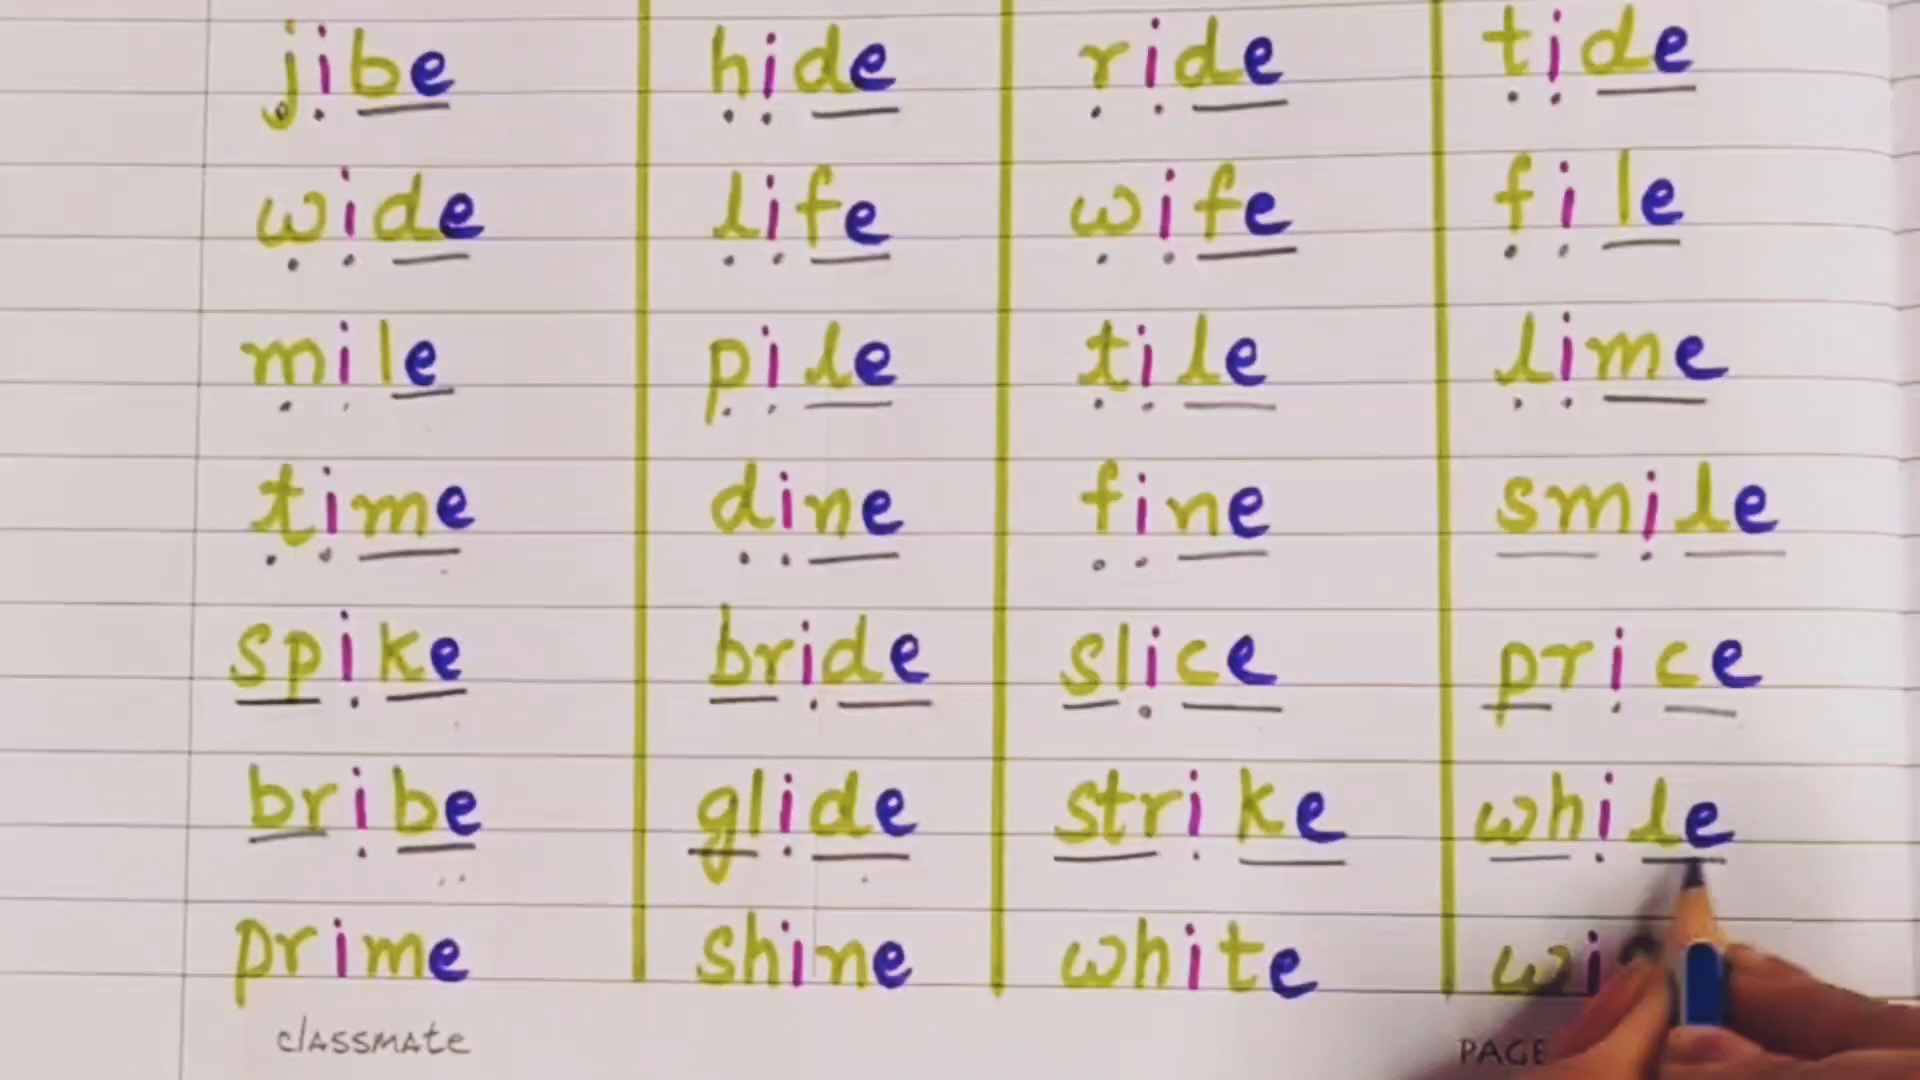 jibe hide ride tide
wide life wife file
mile pile tile lime
time dine fine smile
spike bride slice price
bribe glide strike while
prime shine white
classmate PAGE